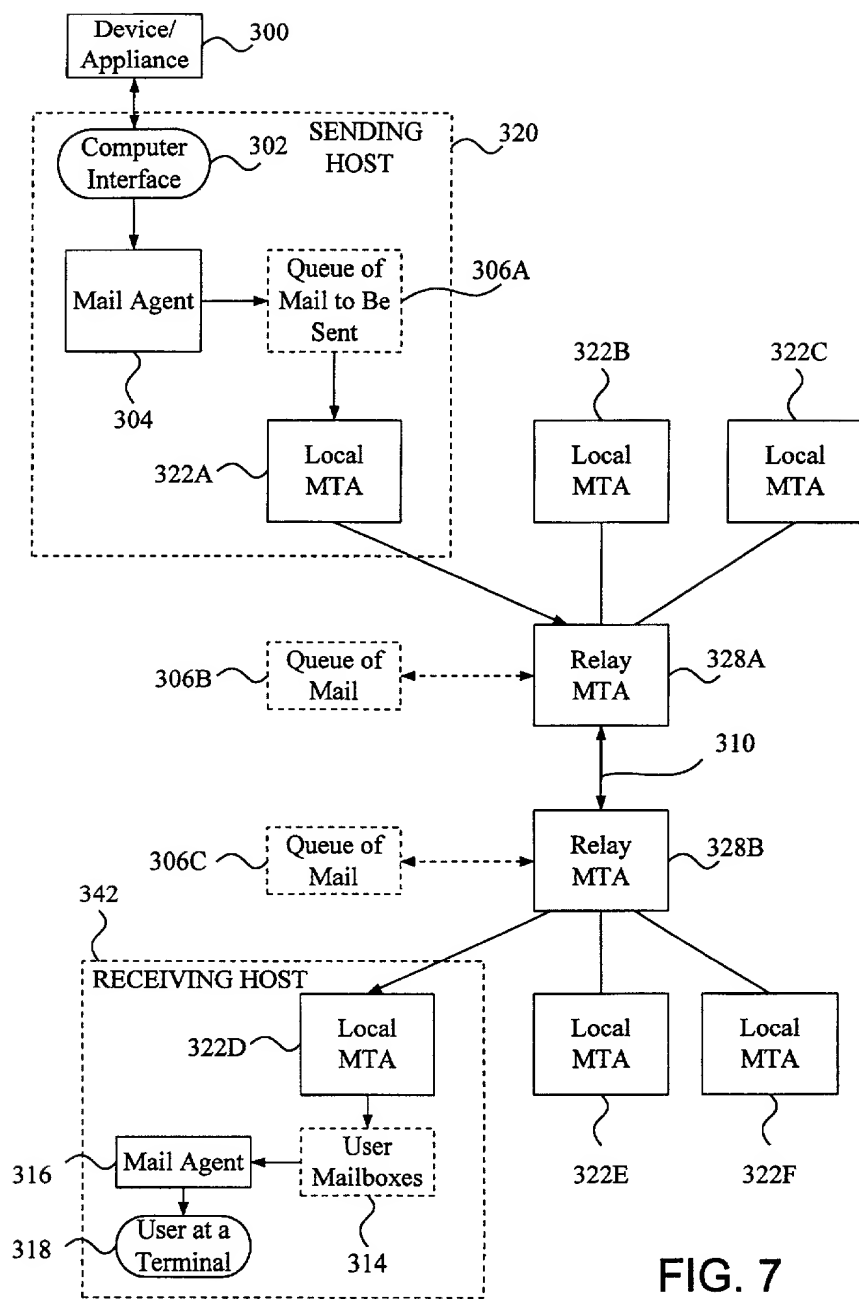 Device/
Appliance
300
SENDING
HOST
320
Computer
Interface
302
Mail Agent
304
Queue of
Mail to Be
Sent
306A
322B
322C
322A
Local
MTA
Local
MTA
Local
MTA
306B
Queue of
Mail
Relay
MTA
328A
310
306C
Queue of
Mail
Relay
MTA
328B
342
RECEIVING HOST
322D
Local
MTA
Local
MTA
Local
MTA
316
Mail Agent
User
Mailboxes
322E
322F
318
User at a
Terminal
314
FIG. 7